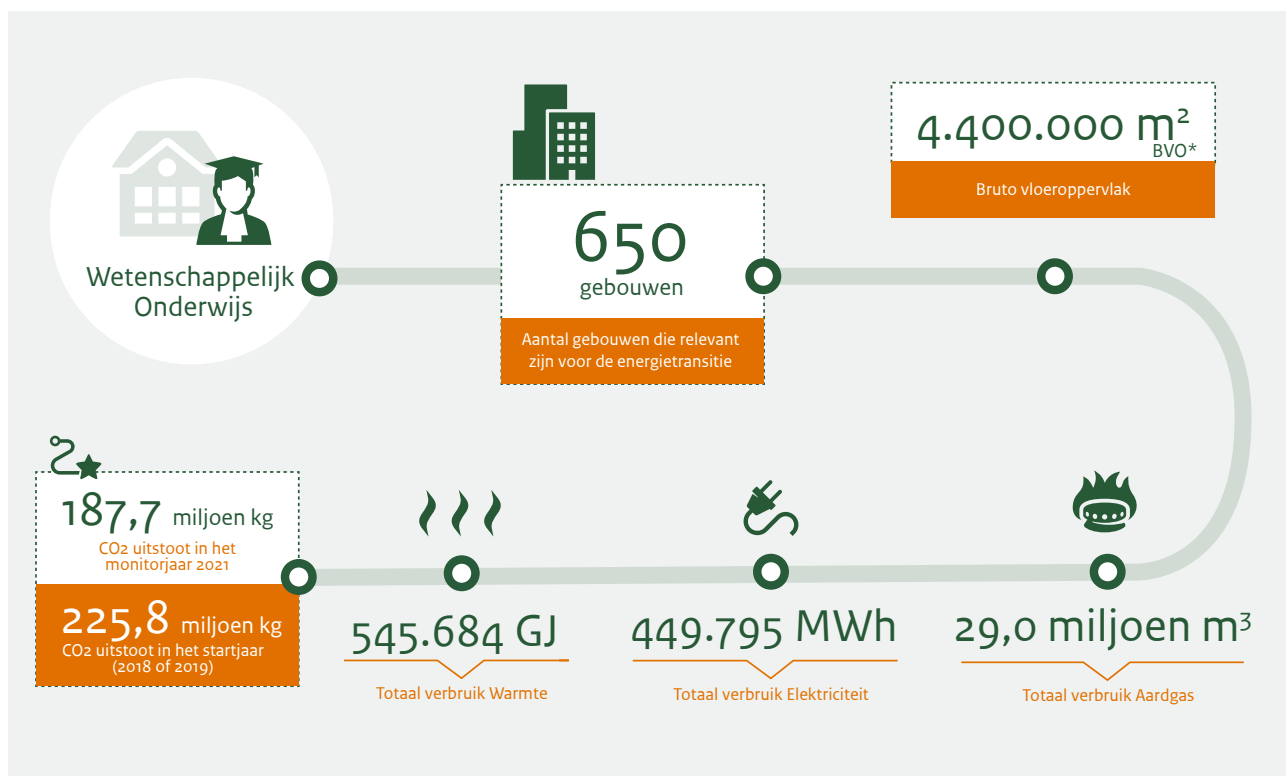 Wetenschappelijk
Onderwijs
650
gebouwen
Aantal gebouwen die relevant
zijn voor de energietransitie
4.400.000 m²
BVO*
Bruto vloeroppervlak
187,7 miljoen kg
CO2 uitstoot in het
monitorjaar 2021
225,8 miljoen kg
CO2 uitstoot in het startjaar
(2018 of 2019)
545.684 GJ
Totaal verbruik Warmte
449.795 MWh
Totaal verbruik Elektriciteit
29,0 miljoen m³
Totaal verbruik Aardgas